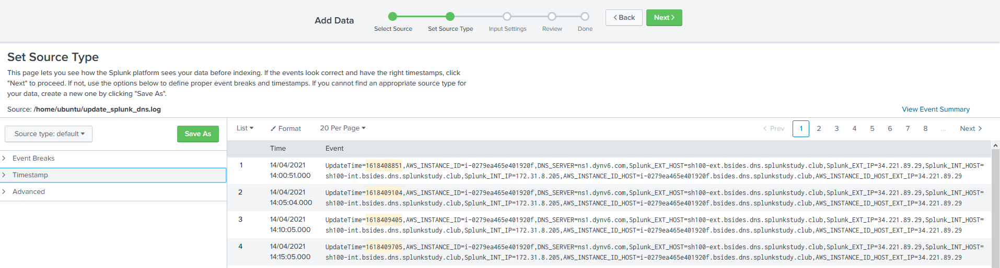 Add Data
Select Source
Set Source Type
Input Settings
Review
Done
< Back
Next >
Set Source Type
This page lets you see how the Splunk platform sees your data before indexing. If the events look correct and have the right timestamps, click
"Next" to proceed. If not, use the options below to define proper event breaks and timestamps. If you cannot find an appropriate source type for
your data, create a new one by clicking "Save As".
Source: /home/ubuntu/update_splunk_dns.log
View Event Summary
Source type: default
Save As
Event Breaks
Timestamp
Advanced
List
Format
20 Per Page
< Prev 1 2 3 4 5 6 7 8 ... Next >
Time Event
1 14/04/2021 UpdateTime=1618408851,AWS_INSTANCE_ID=i-0279ea465e401920f,DNS_SERVER=ns1.dynv6.com,Splunk_EXT_HOST=sh100-ext.bsides.dns.splunkstudy.club,Splunk_EXT_IP=34.221.89.29,Splunk_INT_HOST=
14:00:51.000 sh100-int.bsides.dns.splunkstudy.club,Splunk_INT_IP=172.31.8.205,AWS_INSTANCE_ID_HOST=i-0279ea465e401920f.bsides.dns.splunkstudy.club,AWS_INSTANCE_ID_HOST_EXT_IP=34.221.89.29
2 14/04/2021 UpdateTime=1618409104,AWS_INSTANCE_ID=i-0279ea465e401920f,DNS_SERVER=ns1.dynv6.com,Splunk_EXT_HOST=sh100-ext.bsides.dns.splunkstudy.club,Splunk_EXT_IP=34.221.89.29,Splunk_INT_HOST=
14:05:04.000 sh100-int.bsides.dns.splunkstudy.club,Splunk_INT_IP=172.31.8.205,AWS_INSTANCE_ID_HOST=i-0279ea465e401920f.bsides.dns.splunkstudy.club,AWS_INSTANCE_ID_HOST_EXT_IP=34.221.89.29
3 14/04/2021 UpdateTime=1618409405,AWS_INSTANCE_ID=i-0279ea465e401920f,DNS_SERVER=ns1.dynv6.com,Splunk_EXT_HOST=sh100-ext.bsides.dns.splunkstudy.club,Splunk_EXT_IP=34.221.89.29,Splunk_INT_HOST=
14:10:05.000 sh100-int.bsides.dns.splunkstudy.club,Splunk_INT_IP=172.31.8.205,AWS_INSTANCE_ID_HOST=i-0279ea465e401920f.bsides.dns.splunkstudy.club,AWS_INSTANCE_ID_HOST_EXT_IP=34.221.89.29
4 14/04/2021 UpdateTime=1618409705,AWS_INSTANCE_ID=i-0279ea465e401920f,DNS_SERVER=ns1.dynv6.com,Splunk_EXT_HOST=sh100-ext.bsides.dns.splunkstudy.club,Splunk_EXT_IP=34.221.89.29,Splunk_INT_HOST=
14:15:05.000 sh100-int.bsides.dns.splunkstudy.club,Splunk_INT_IP=172.31.8.205,AWS_INSTANCE_ID_HOST=i-0279ea465e401920f.bsides.dns.splunkstudy.club,AWS_INSTANCE_ID_HOST_EXT_IP=34.221.89.29